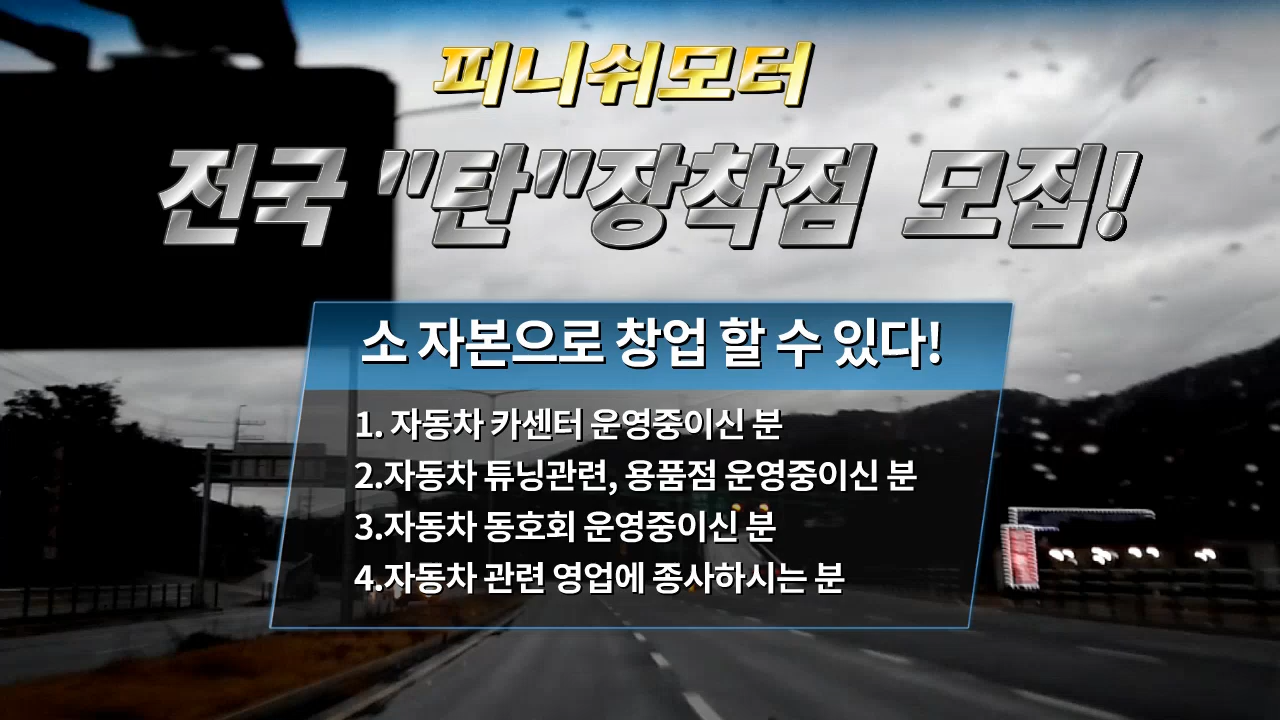 피니쉬모터
전국 "탄"장착점 모집!
소 자본으로 창업 할 수 있다!
1. 자동차 카센터 운영중이신 분
2.자동차 튜닝관련, 용품점 운영중이신 분
3.자동차 동호회 운영중이신 분
4.자동차 관련 영업에 종사하시는 분